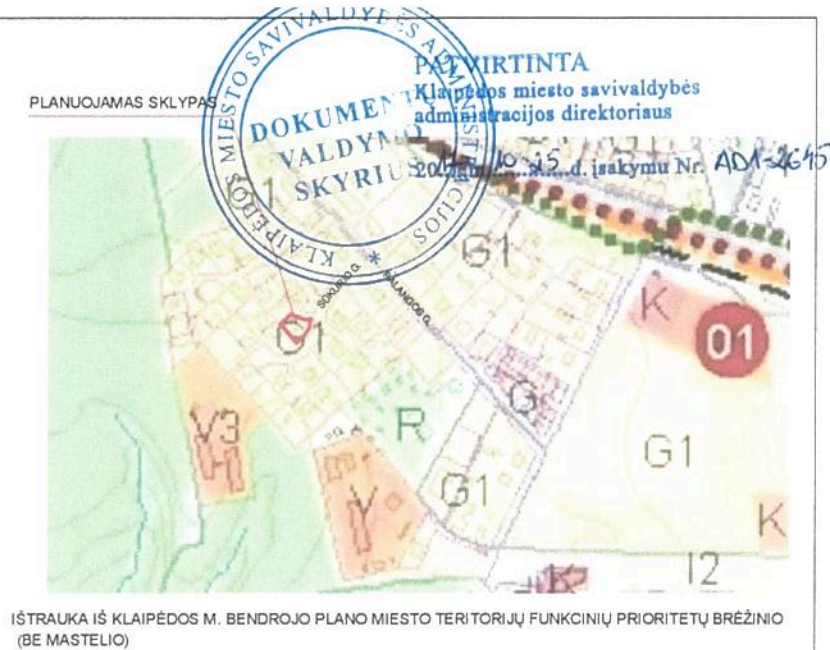 PLANUOJAMAS SKLYPAS
KLAIPĖDOS MIESTO SAVIVALDYBĖS ADMINISTRACIJOS
DOKUMENTŲ
VALDYMO
SKYRIUS
*
PATVIRTINTA
Klaipėdos miesto savivaldybės
administracijos direktoriaus
d. įsakymu Nr. AD1-2645
G1
G1
K
01
G1
PALANGOS G.
V3
R
G
G1
G1
Y
K
I2
K
IŠTRAUKA IŠ KLAIPĖDOS M. BENDROJO PLANO MIESTO TERITORIJŲ FUNKCINIŲ PRIORITETŲ BRĖŽINIO
(BE MASTELIO)